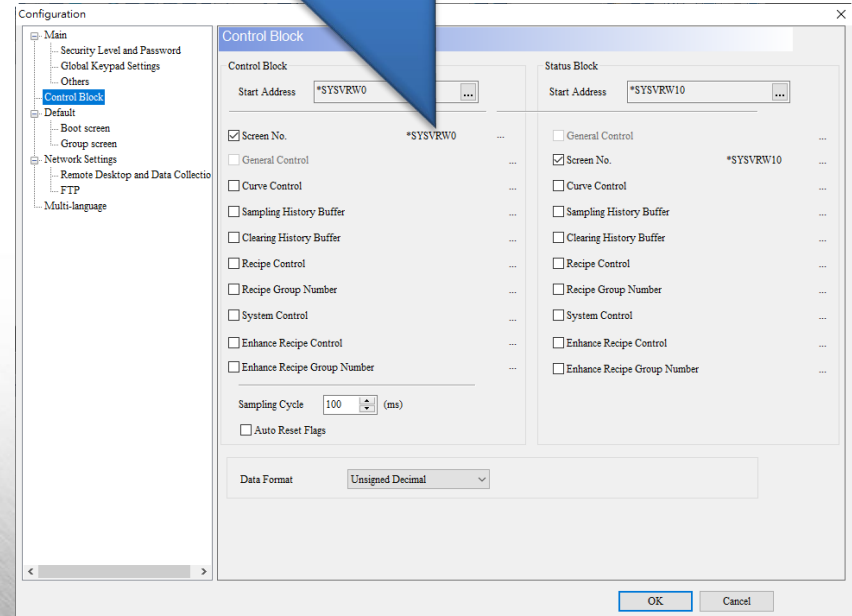 Configuration
Main
Security Level and Password
Global Keypad Settings
Others
Control Block
Default
Boot screen
Group screen
Network Settings
Remote Desktop and Data Collectio
FTP
Multi-language
Control Block
Control Block
Start Address *SYSVRW0 ...
Screen No. *SYSVRW0 ...
General Control ...
Curve Control ...
Sampling History Buffer ...
Clearing History Buffer ...
Recipe Control ...
Recipe Group Number ...
System Control ...
Enhance Recipe Control ...
Enhance Recipe Group Number ...
Sampling Cycle 100 (ms)
Auto Reset Flags
Status Block
Start Address *SYSVRW10 ...
General Control ...
Screen No. *SYSVRW10 ...
Curve Control ...
Sampling History Buffer ...
Clearing History Buffer ...
Recipe Control ...
Recipe Group Number ...
System Control ...
Enhance Recipe Control ...
Enhance Recipe Group Number ...
Data Format Unsigned Decimal
OK Cancel